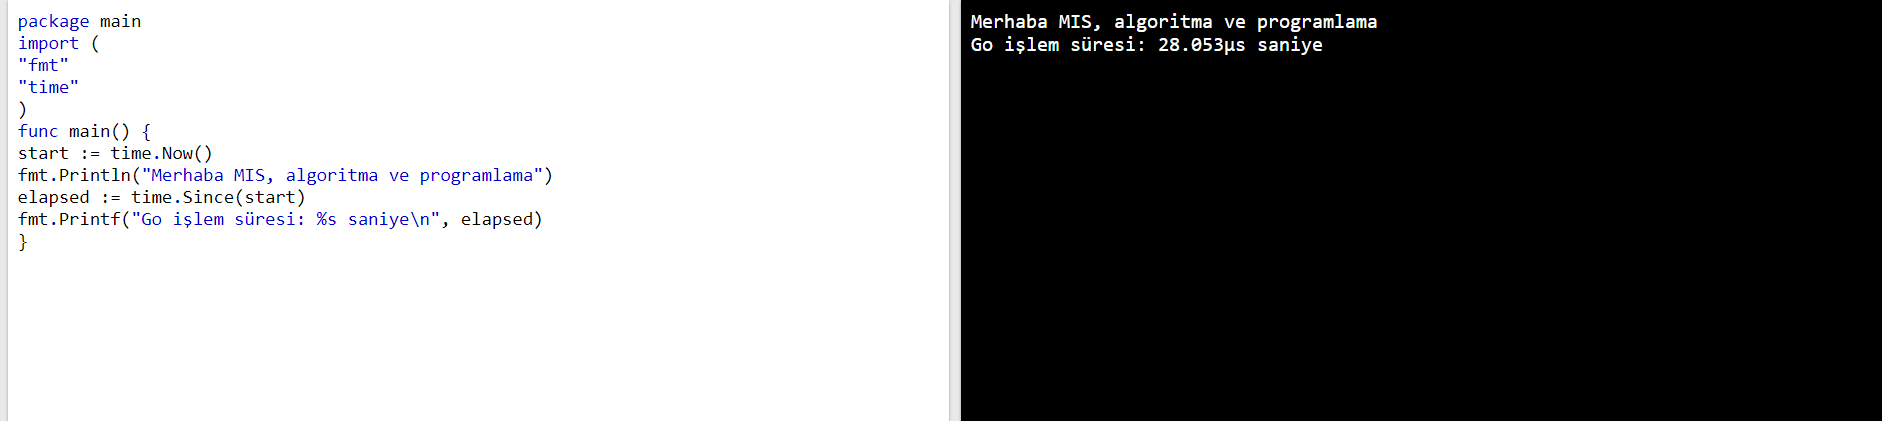 package main
import (
"fmt"
"time"
)
func main() {
start := time.Now()
fmt.Println("Merhaba MIS, algoritma ve programlama")
elapsed := time.Since(start)
fmt.Printf("Go işlem süresi: %s saniye\n", elapsed)
}
Merhaba MIS, algoritma ve programlama
Go işlem süresi: 28.053µs saniye